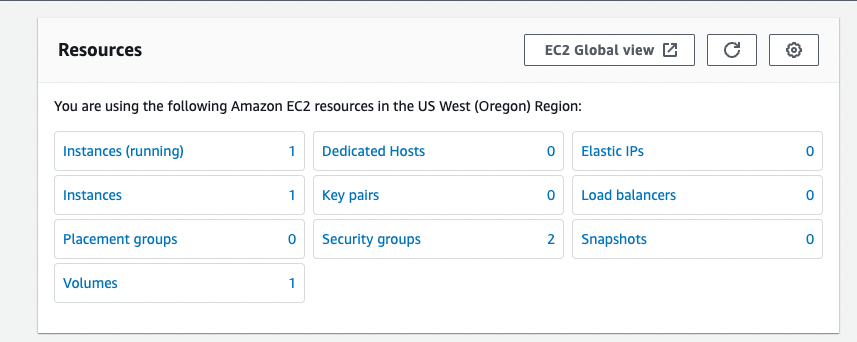 Resources
EC2 Global view
You are using the following Amazon EC2 resources in the US West (Oregon) Region:
Instances (running) 1 Dedicated Hosts 0 Elastic IPs 0
Instances 1 Key pairs 0 Load balancers 0
Placement groups 0 Security groups 2 Snapshots 0
Volumes 1